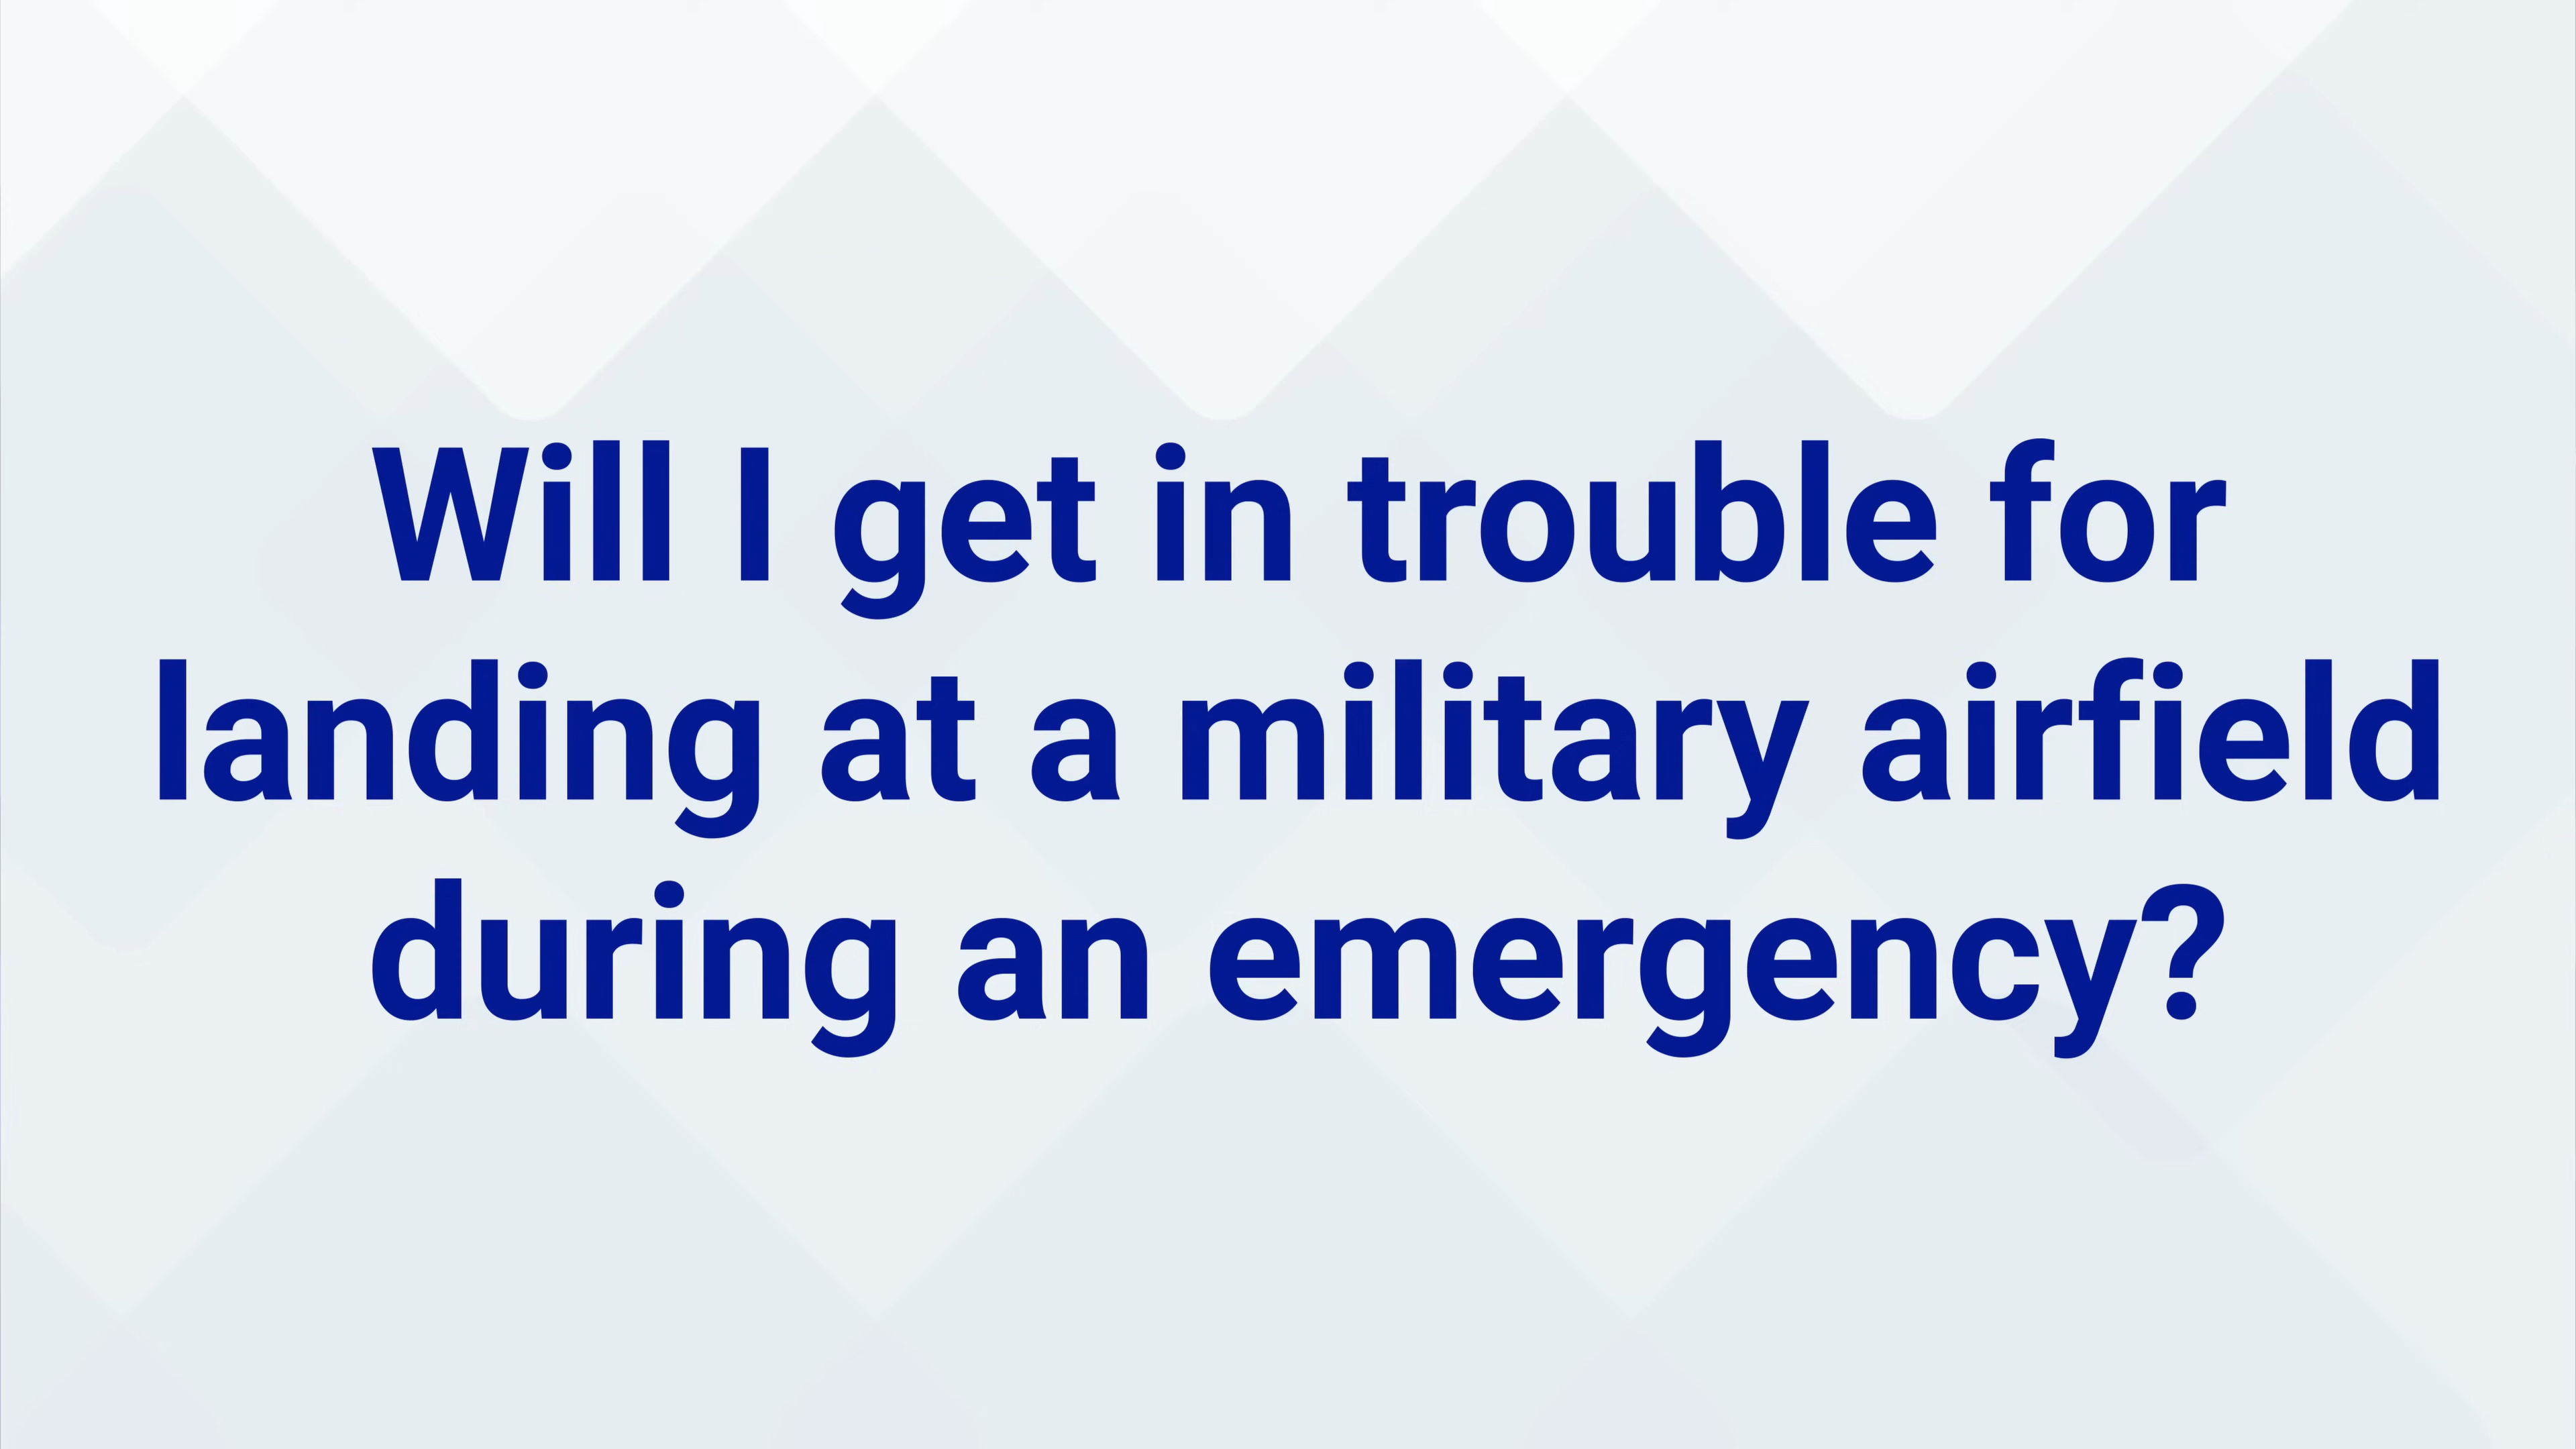 Will I get in trouble for
landing at a military airfield
during an emergency?